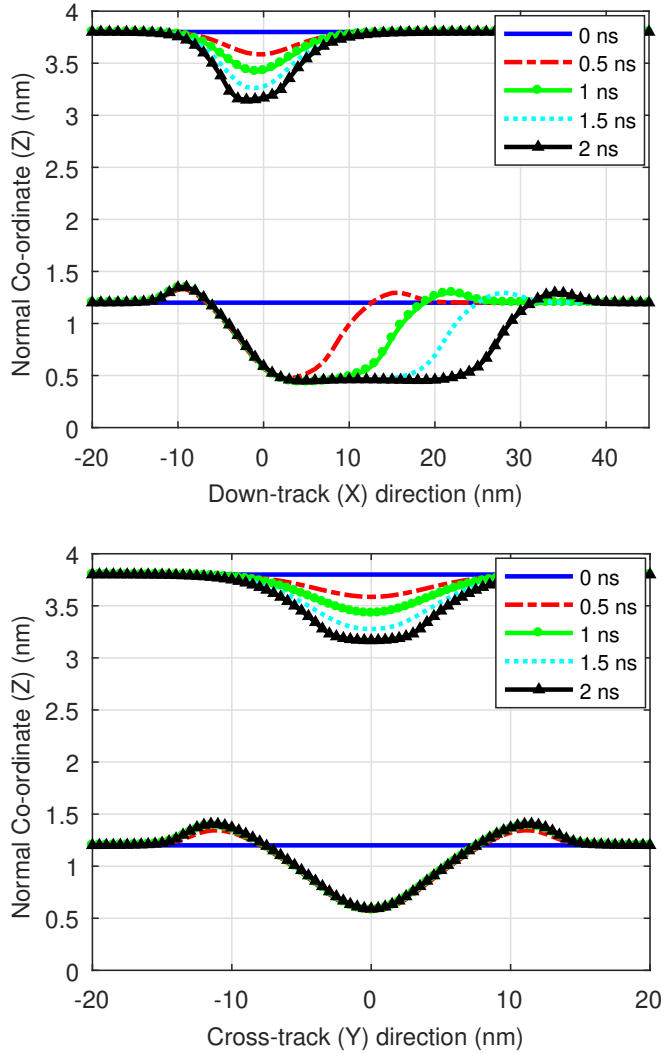 4
3.5
3
2.5
2
1.5
1
0.5
0
Normal Co-ordinate (Z) (nm)
0 ns
0.5 ns
1 ns
1.5 ns
2 ns
-20 -10 0 10 20 30 40
Down-track (X) direction (nm)
4
3.5
3
2.5
2
1.5
1
0.5
0
Normal Co-ordinate (Z) (nm)
0 ns
0.5 ns
1 ns
1.5 ns
2 ns
-20 -10 0 10 20
Cross-track (Y) direction (nm)